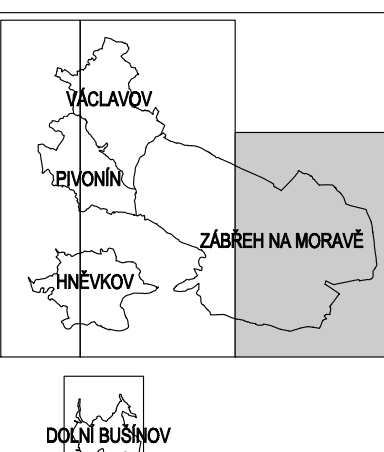 VÁCLAVOV
PIVONÍN
ZÁBŘEH NA MORAVĚ
HNĚVKOV
DOLNÍ BUŠÍNOV